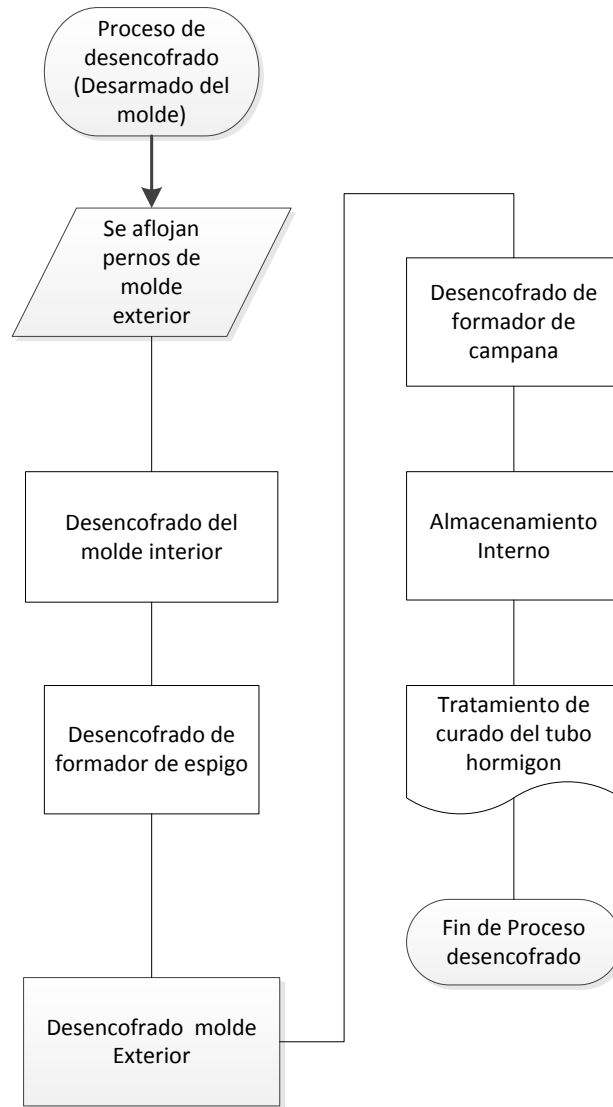 Proceso de
desencofrado
(Desarmado del
molde)
Se aflojan
pernos de
molde
exterior
Desencofrado del
molde interior
Desencofrado de
formador de espigo
Desencofrado molde
Exterior
Desencofrado de
formador de
campana
Almacenamiento
Interno
Tratamiento de
curado del tubo
hormigon
Fin de Proceso
desencofrado